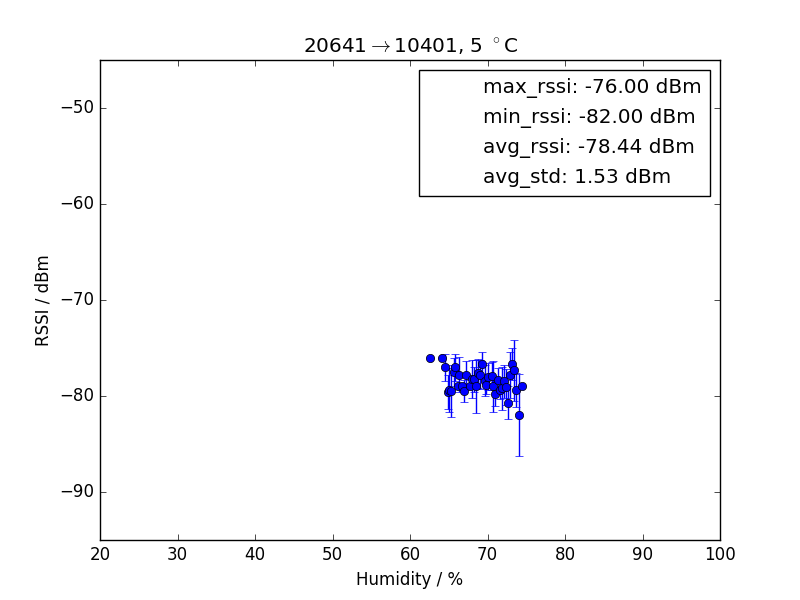 20641→10401, 5 °C
max_rssi: -76.00 dBm
min_rssi: -82.00 dBm
avg_rssi: -78.44 dBm
avg_std: 1.53 dBm
RSSI / dBm
−50
−60
−70
−80
−90
20 30 40 50 60 70 80 90 100
Humidity / %